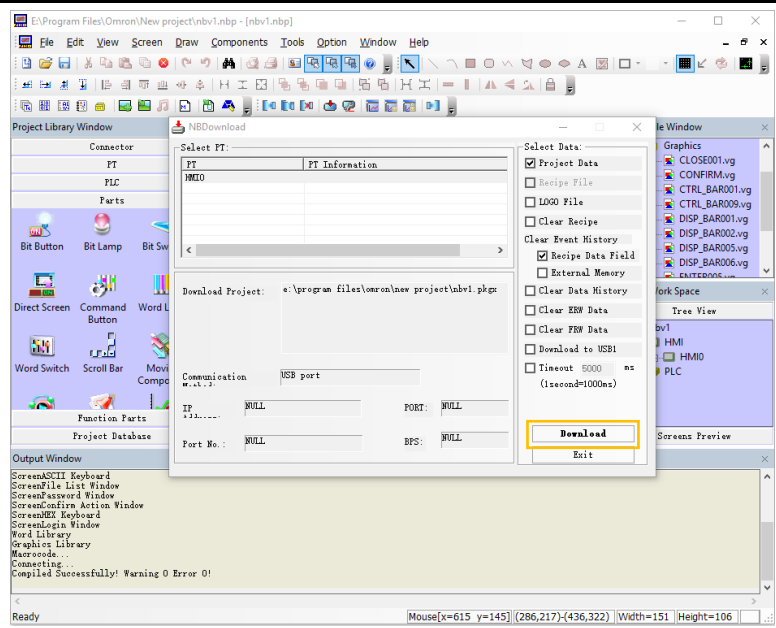 E:\Program Files\Omron\New project\nbv1.nbp - [nbv1.nbp]
File Edit View Screen Draw Components Tools Option Window Help
Project Library Window
Connector
PT
PLC
Parts
Bit Button Bit Lamp Bit Sw
Direct Screen Command Button Word L
Word Switch Scroll Bar Movi Compo
Function Parts
Project Database
NBDownload
Select PT:
PT PT Information
HMI0
Download Project: e:\program files\omron\new project\nbv1.pkgx
Communication USB port
IP NULL PORT: NULL
Port No.: NULL BPS: NULL
Select Data:
Project Data
Recipe File
LOGO File
Clear Recipe
Clear Event History
Recipe Data Field
External Memory
Clear Data History
Clear ERW Data
Clear FRW Data
Download to USB1
Timeout 5000 ms
(1second=1000ms)
Download
Exit
le Window
Graphics
CLOSE001.vg
CONFIRM.vg
CTRL_BAR001.vg
CTRL_BAR009.vg
DISP_BAR001.vg
DISP_BAR002.vg
DISP_BAR005.vg
DISP_BAR006.vg
ork Space
Tree View
bv1
HMI
HMI0
PLC
Screens Preview
Output Window
ScreenASCII Keyboard
ScreenFile List Window
ScreenPassword Window
ScreenConfirm Action Window
ScreenHEX Keyboard
ScreenLogin Window
Word Library
Graphics Library
Macrocode...
Connecting...
Compiled Successfully! Warning 0 Error 0!
Ready Mouse[x=615 y=145] (286,217)-(436,322) Width=151 Height=106